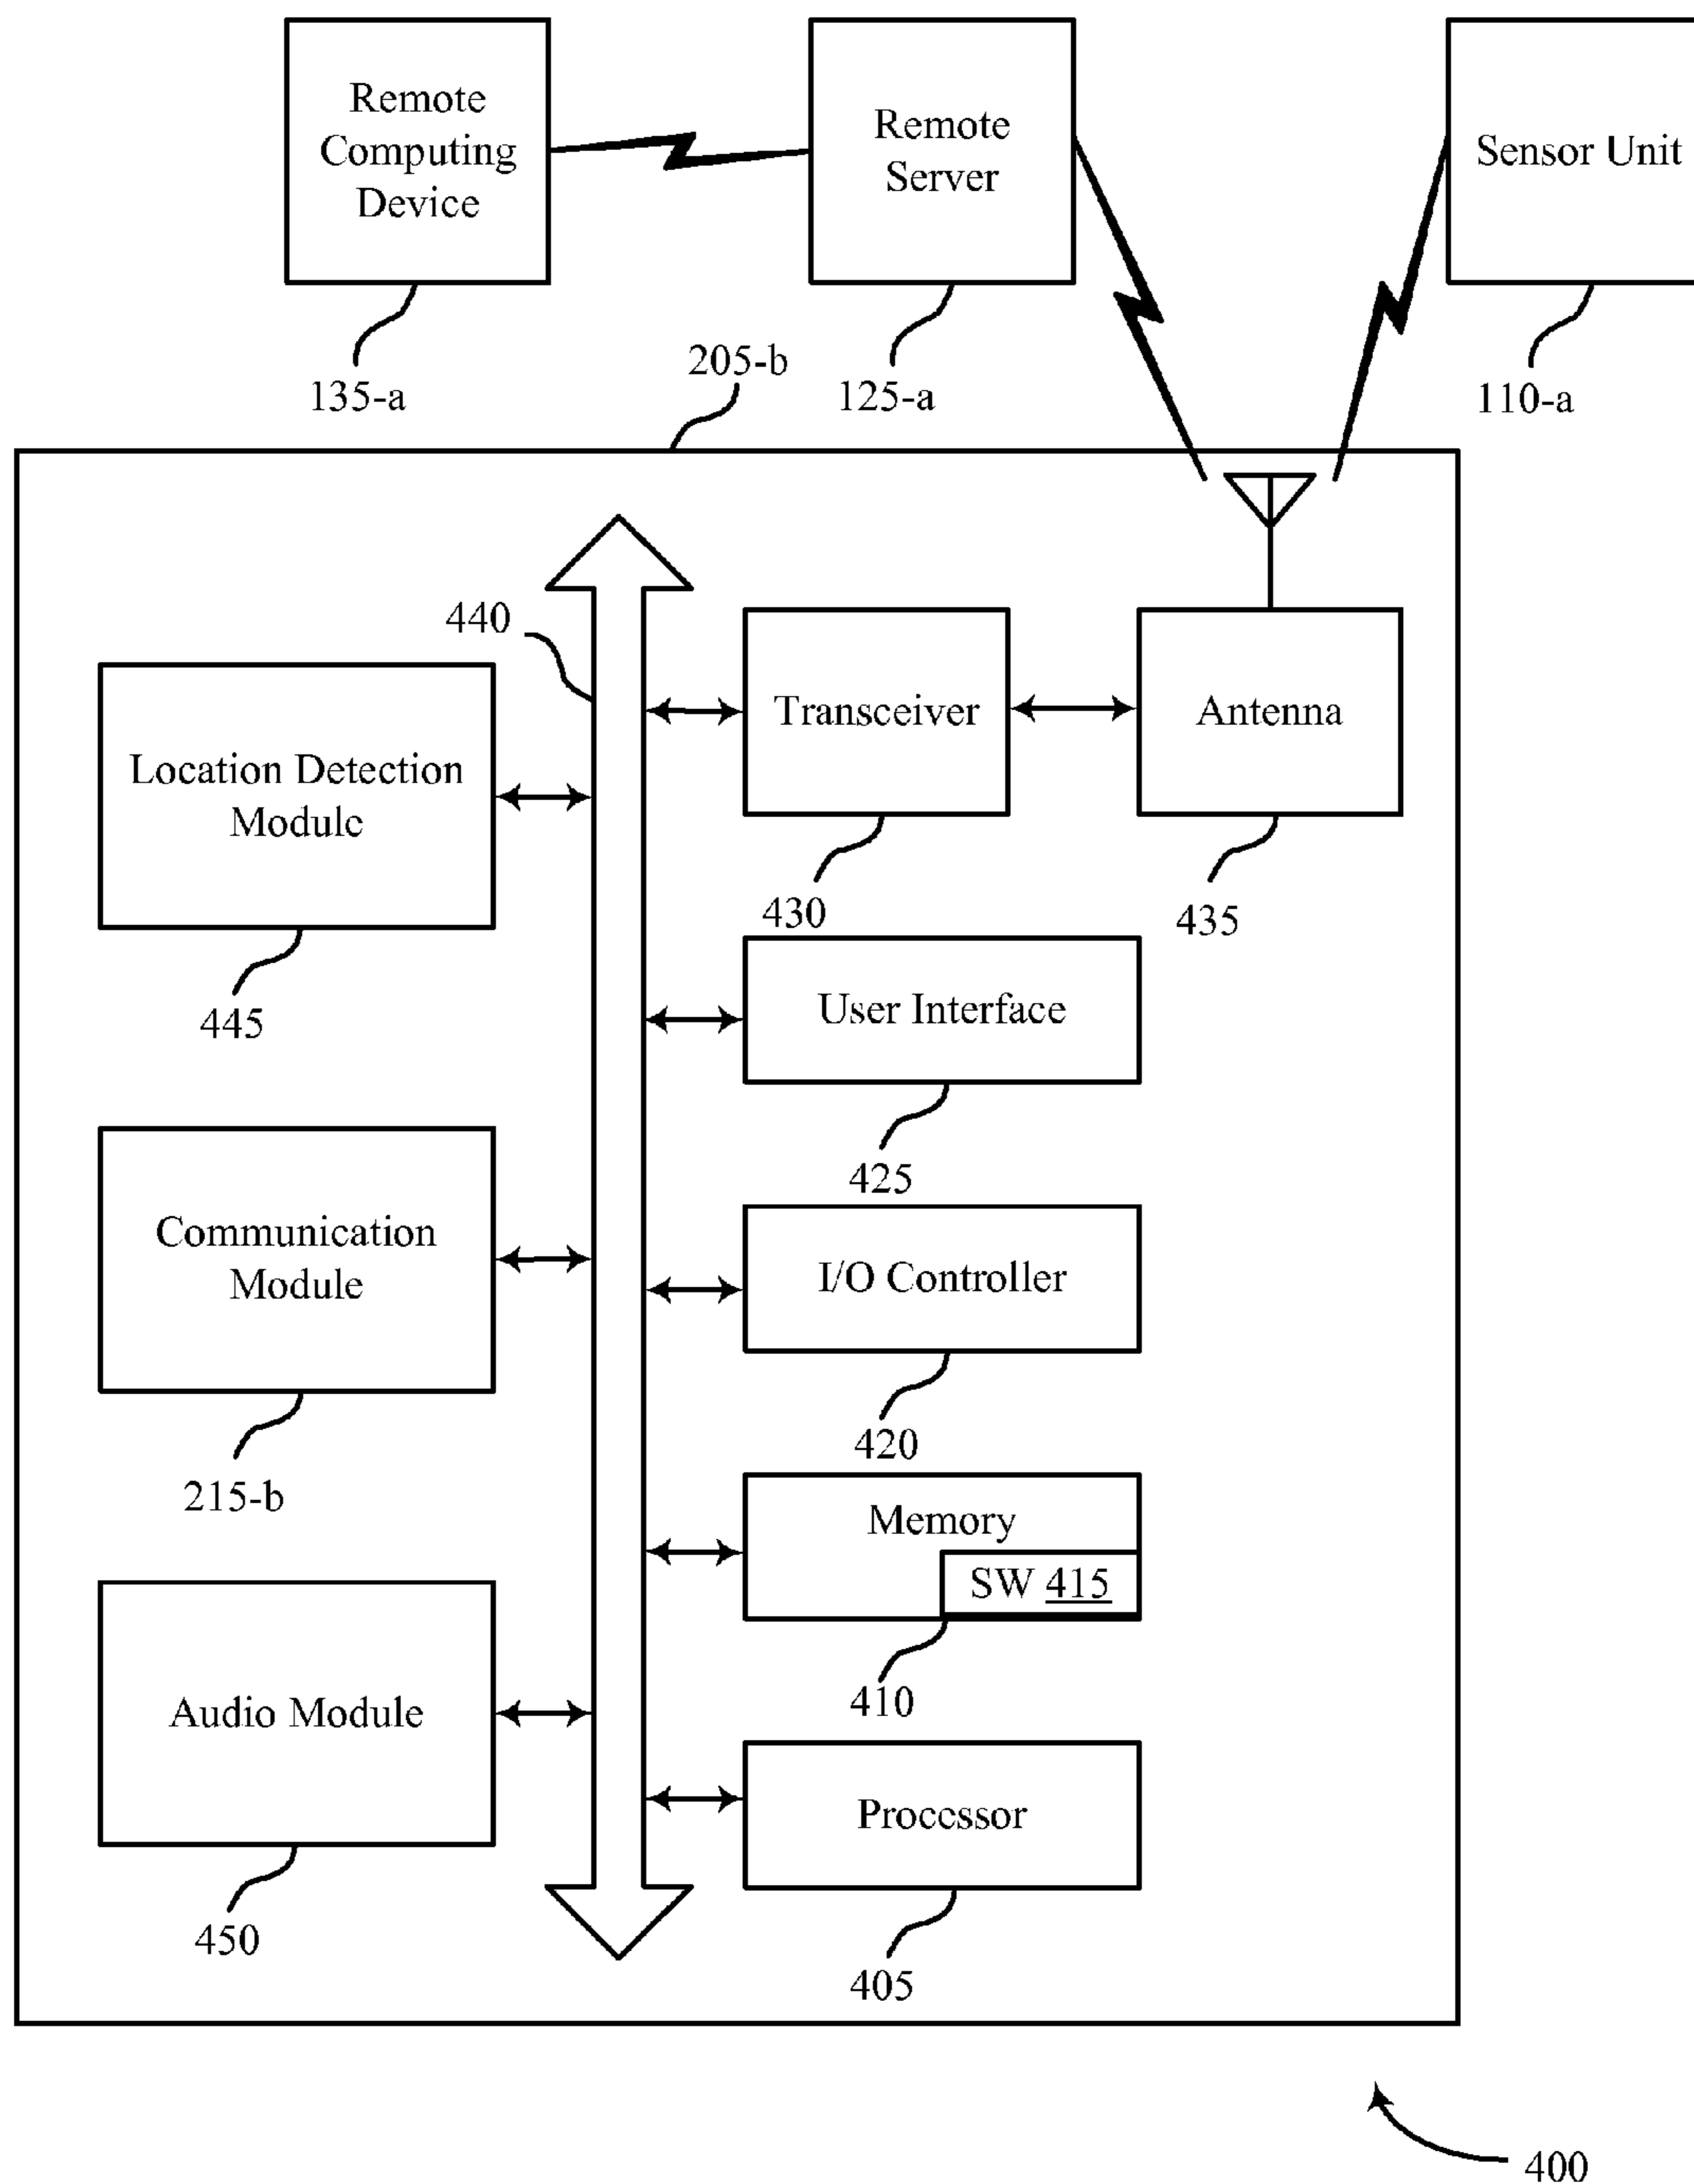 Remote
Computing
Device
Remote
Server
Sensor Unit
135-a
125-a
110-a
205-b
440
Transceiver
Antenna
Location Detection
Module
430
435
445
User Interface
425
Communication
Module
I/O Controller
420
215-b
Memory
SW 415
410
Audio Module
Processor
450
405
400